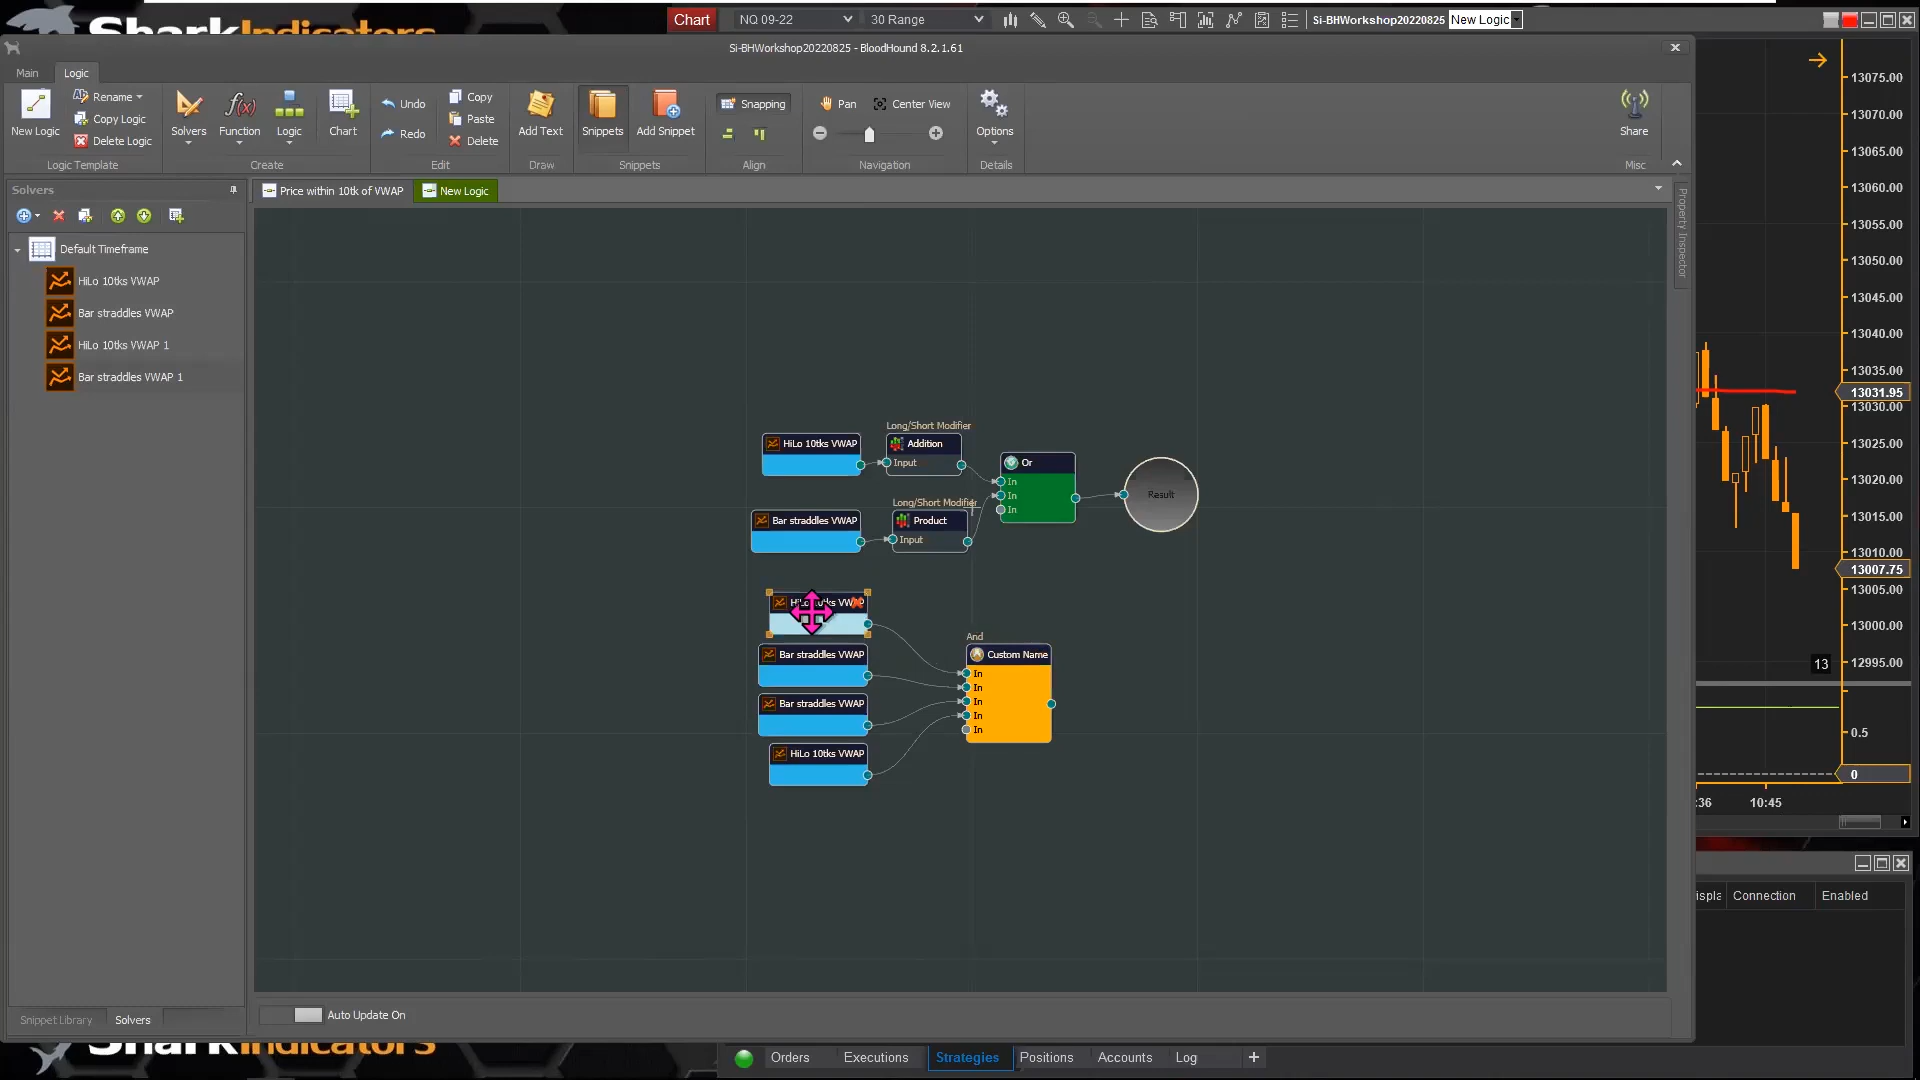 SharkIndicators
Chart
NQ 09-22
30 Range
Si-BHWorkshop20220825
New Logic
Si-BHWorkshop20220825 - BloodHound 8.2.1.61
Main
Logic
New Logic
Rename
Copy Logic
Delete Logic
Logic Template
Solvers
Function
Logic
Chart
Create
Undo
Redo
Copy
Paste
Delete
Edit
Add Text
Draw
Snippets
Add Snippet
Snippets
Snapping
Align
Pan
Center View
Navigation
Options
Details
Share
Misc
Solvers
Default Timeframe
HiLo 10tks VWAP
Bar straddles VWAP
HiLo 10tks VWAP 1
Bar straddles VWAP 1
Snippet Library
Solvers
Price within 10tk of VWAP
New Logic
Property Inspector
Long/Short Modifier
HiLo 10tks VWAP
Addition
Input
Or
In
In
In
Result
Long/Short Modifier
Bar straddles VWAP
Product
Input
VWAP
Bar straddles VWAP
Bar straddles VWAP
HiLo 10tks VWAP
And
Custom Name
In
In
In
In
In
Auto Update On
13075.00
13070.00
13065.00
13060.00
13055.00
13050.00
13045.00
13040.00
13035.00
13031.95
13030.00
13025.00
13020.00
13015.00
13010.00
13007.75
13005.00
13000.00
12995.00
13
0.5
0
:36
10:45
ispla
Connection
Enabled
Orders
Executions
Strategies
Positions
Accounts
Log
+